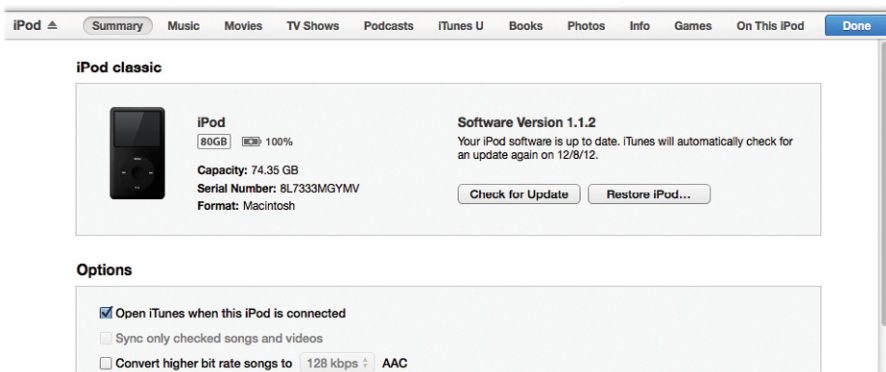 iPod Summary Music Movies TV Shows Podcasts iTunes U Books Photos Info Games On This iPod Done
iPod classic
iPod
80GB 100%
Capacity: 74.35 GB
Serial Number: 8L7333MGYMV
Format: Macintosh
Software Version 1.1.2
Your iPod software is up to date. iTunes will automatically check for
an update again on 12/8/12.
Check for Update Restore iPod...
Options
Open iTunes when this iPod is connected
Sync only checked songs and videos
Convert higher bit rate songs to 128 kbps AAC